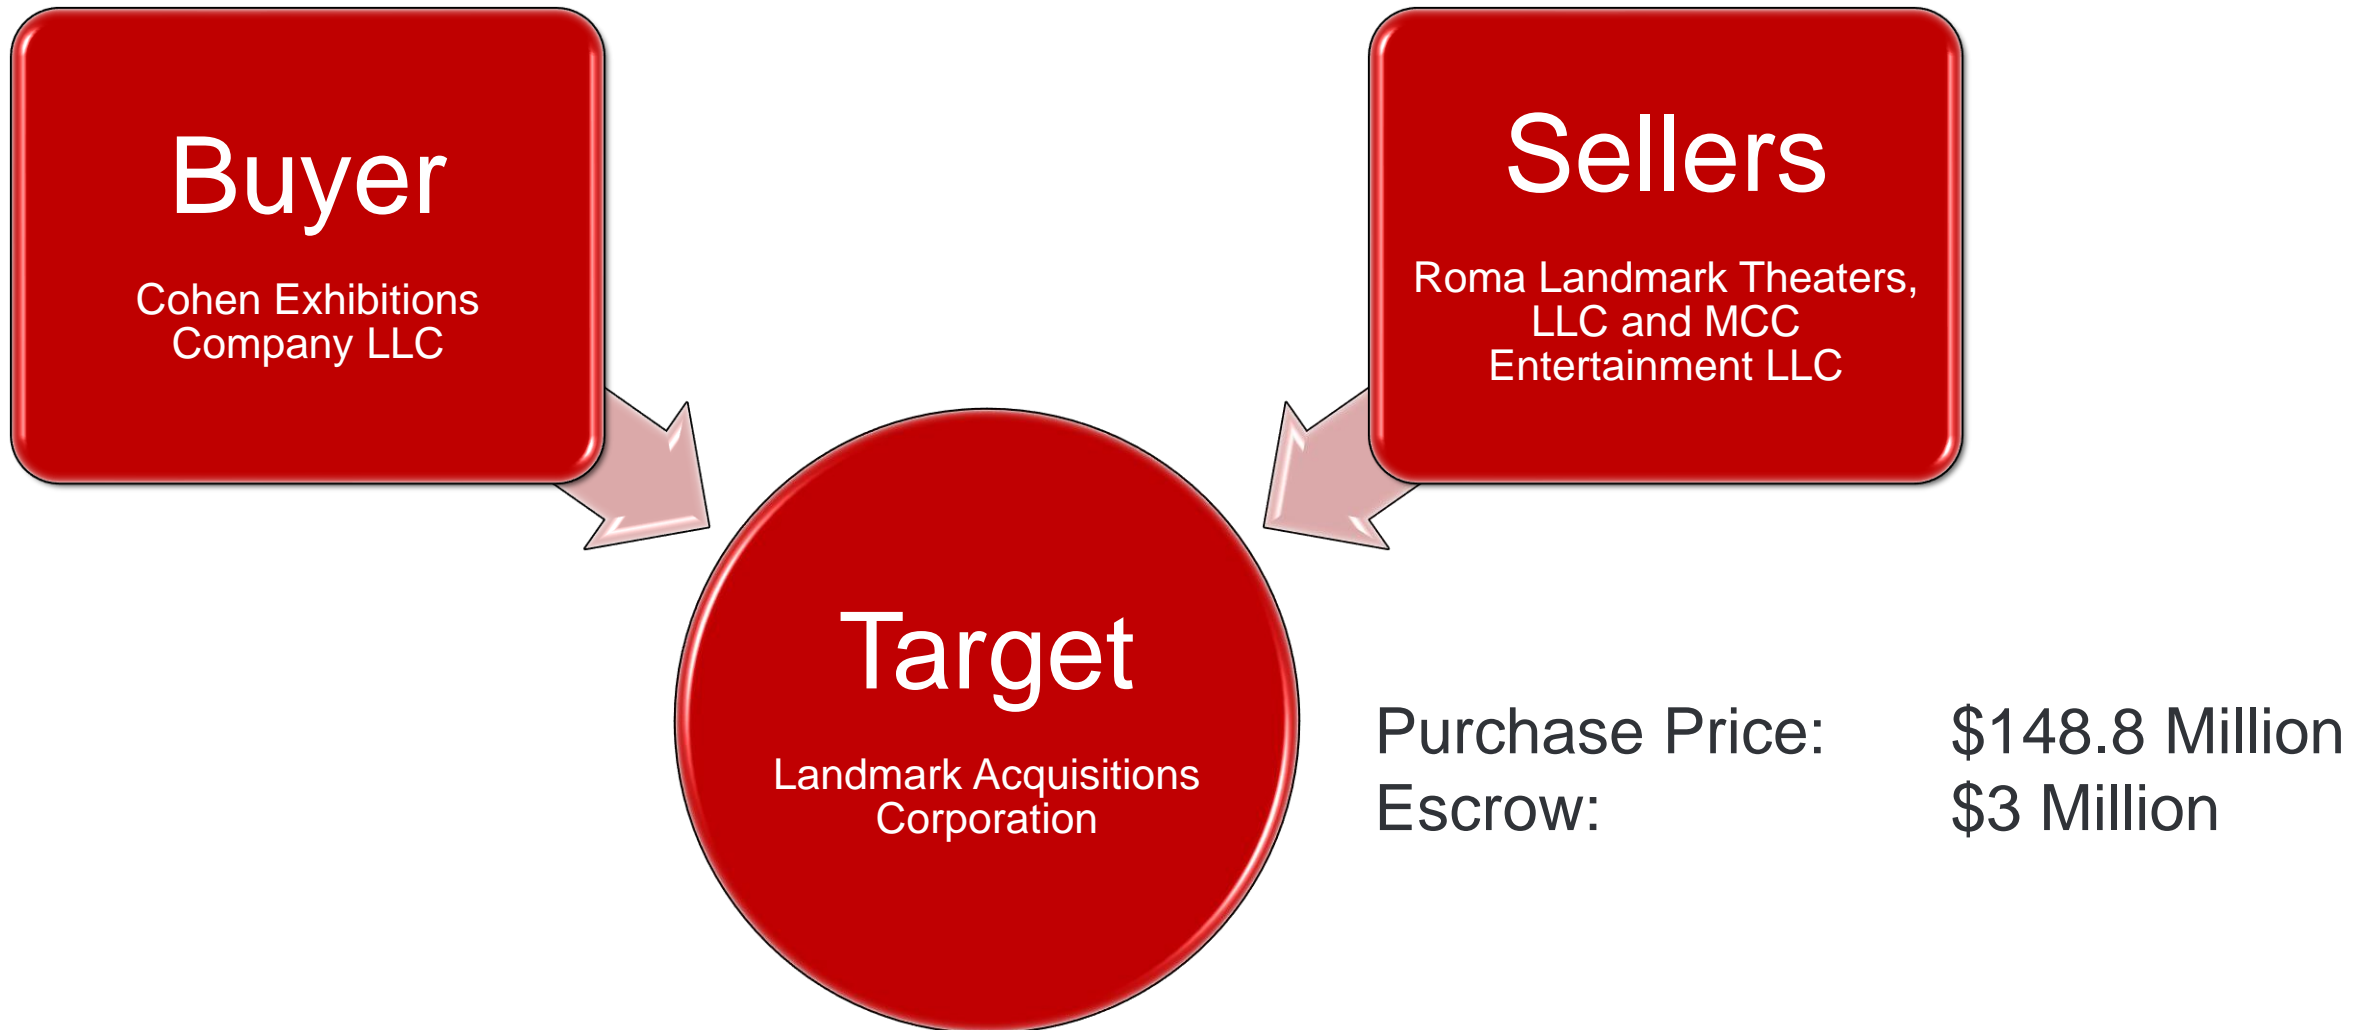 Buyer
Cohen Exhibitions
Company LLC
Sellers
Roma Landmark Theaters,
LLC and MCC
Entertainment LLC
Target
Landmark Acquisitions
Corporation
Purchase Price: $148.8 Million
Escrow: $3 Million